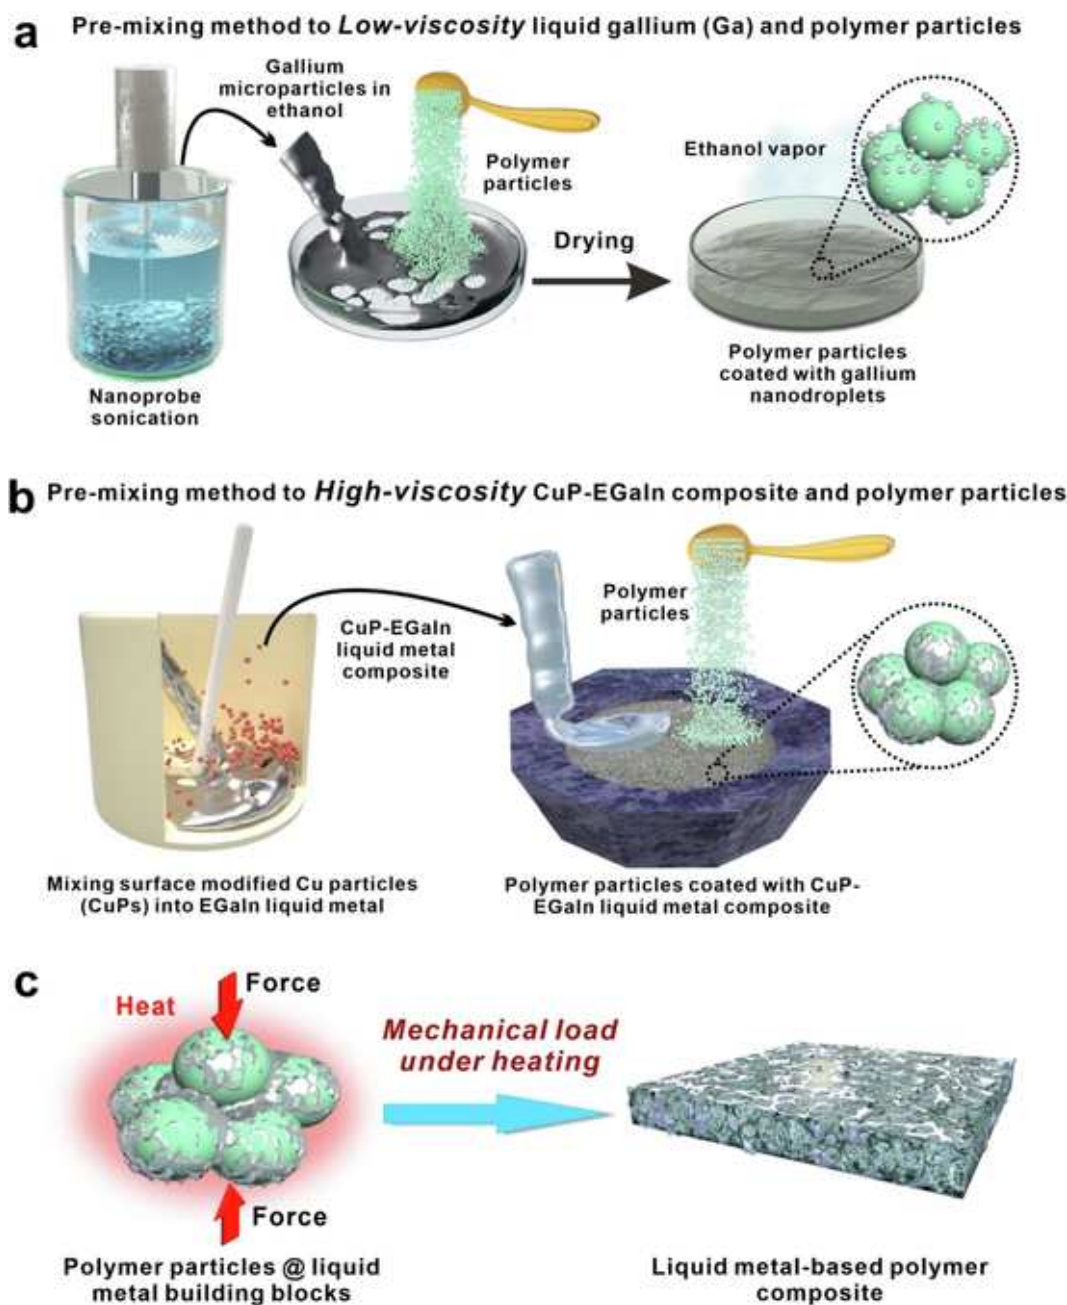 a Pre-mixing method to Low-viscosity liquid gallium (Ga) and polymer particles
Gallium
microparticles in
ethanol
Polymer
particles
Ethanol vapor
Drying
Nanoprobe
sonication
Polymer particles
coated with gallium
nanodroplets
b Pre-mixing method to High-viscosity CuP-EGaIn composite and polymer particles
CuP-EGaIn
liquid metal
composite
Polymer
particles
Mixing surface modified Cu particles
(CuPs) into EGaIn liquid metal
Polymer particles coated with CuP-
EGaIn liquid metal composite
c
Force
Heat
Mechanical load
under heating
Force
Polymer particles @ liquid
metal building blocks
Liquid metal-based polymer
composite